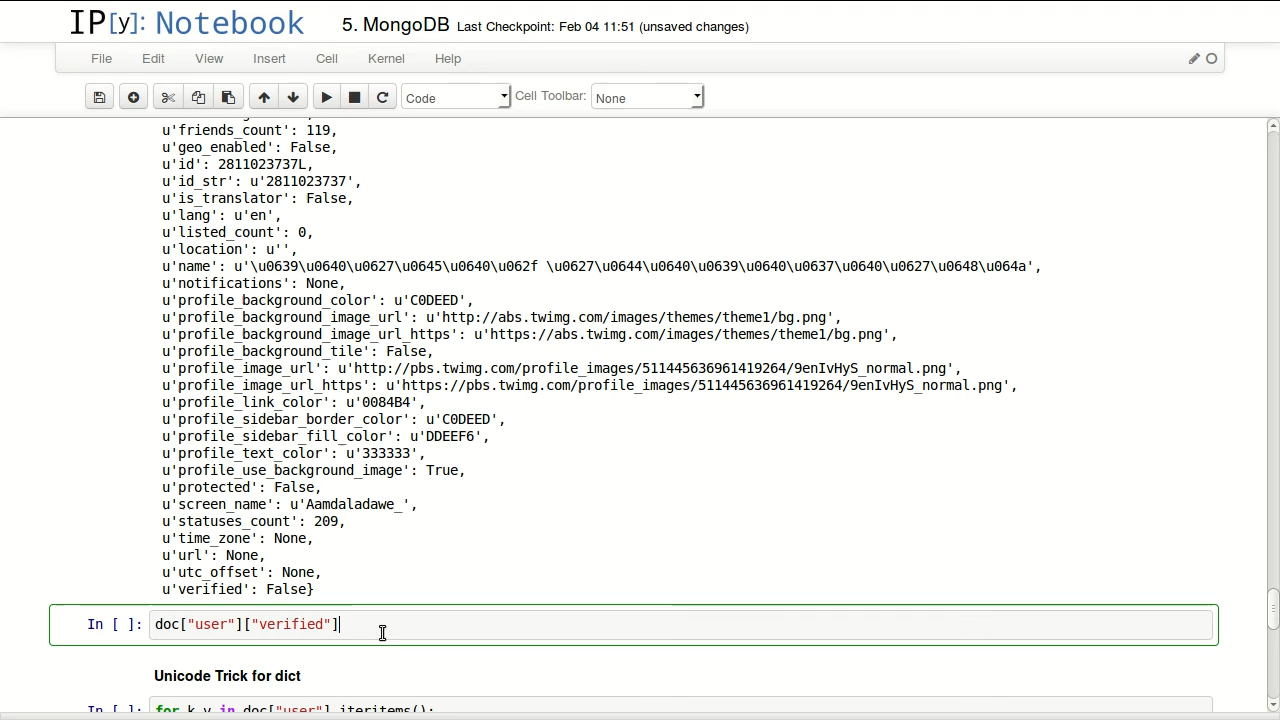 IP[y]: Notebook 5. MongoDB Last Checkpoint: Feb 04 11:51 (unsaved changes)
File Edit View Insert Cell Kernel Help
Code Cell Toolbar: None
u'friends_count': 119,
u'geo_enabled': False,
u'id': 2811023737L,
u'id_str': u'2811023737',
u'is_translator': False,
u'lang': u'en',
u'listed_count': 0,
u'location': u'',
u'name': u'\u0639\u0640\u0627\u0645\u0640\u062f \u0627\u0644\u0640\u0639\u0640\u0637\u0640\u0627\u0648\u064a',
u'notifications': None,
u'profile_background_color': u'C0DEED',
u'profile_background_image_url': u'http://abs.twimg.com/images/themes/theme1/bg.png',
u'profile_background_image_url_https': u'https://abs.twimg.com/images/themes/theme1/bg.png',
u'profile_background_tile': False,
u'profile_image_url': u'http://pbs.twimg.com/profile_images/511445636961419264/9enIvHyS_normal.png',
u'profile_image_url_https': u'https://pbs.twimg.com/profile_images/511445636961419264/9enIvHyS_normal.png',
u'profile_link_color': u'0084B4',
u'profile_sidebar_border_color': u'C0DEED',
u'profile_sidebar_fill_color': u'DDEEF6',
u'profile_text_color': u'333333',
u'profile_use_background_image': True,
u'protected': False,
u'screen_name': u'Aamdaladawe_',
u'statuses_count': 209,
u'time_zone': None,
u'url': None,
u'utc_offset': None,
u'verified': False}
In [ ]: doc["user"]["verified"]
Unicode Trick for dict
In [ ]: for k,v in doc["user"].iteritems():